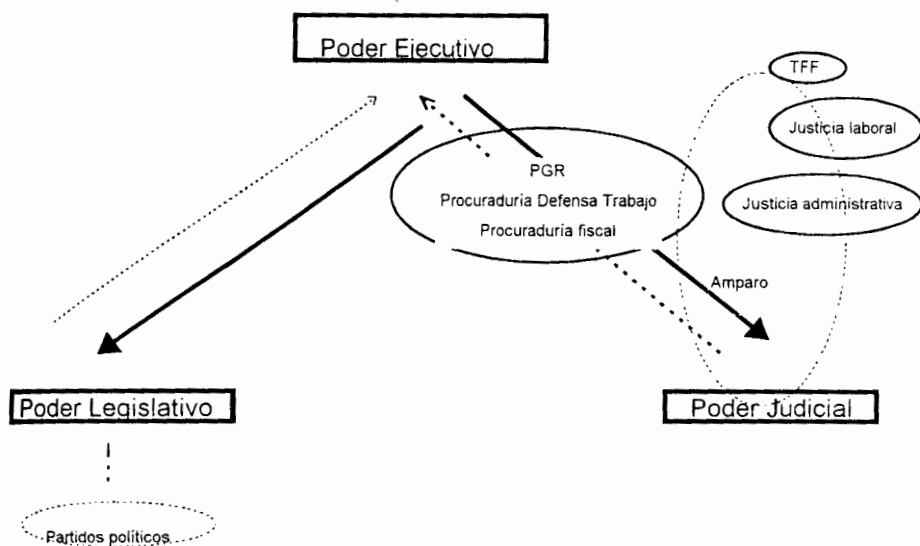 Poder Ejecutivo
TFF
Justicia laboral
PGR
Procuraduría Defensa Trabajo
Procuraduría fiscal
Justicia administrativa
Amparo
Poder Legislativo
Poder Judicial
Partidos políticos